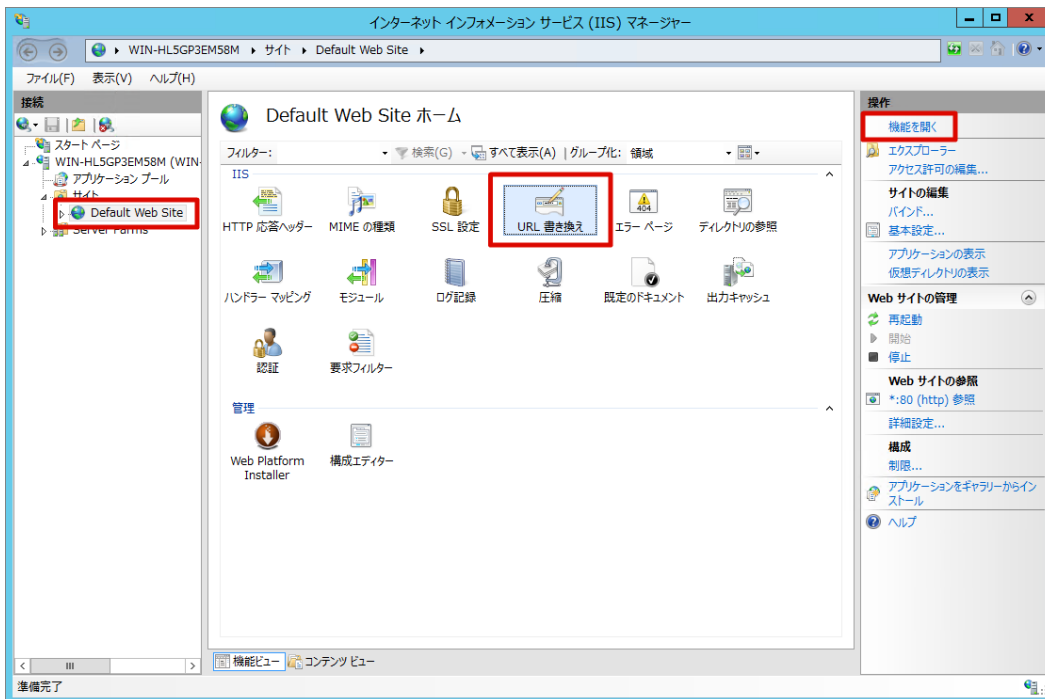 インターネット インフォメーション サービス (IIS) マネージャー
WIN-HL5GP3EM58M
サイト
Default Web Site
ファイル(F) 表示(V) ヘルプ(H)
接続
スタート ページ
WIN-HL5GP3EM58M (WIN-
アプリケーション プール
サイト
Default Web Site
Server Farms
Default Web Site ホーム
フィルター: 検索(G) すべて表示(A) | グループ化: 領域
IIS
HTTP 応答ヘッダー MIME の種類 SSL 設定 URL 書き換え エラー ページ ディレクトリの参照
404
ハンドラー マッピング モジュール ログ記録 圧縮 既定のドキュメント 出力キャッシュ
認証 要求フィルター
管理
Web Platform Installer 構成エディター
機能ビュー コンテンツ ビュー
操作
機能を開く
エクスプローラー
アクセス許可の編集...
サイトの編集
バインド...
基本設定...
アプリケーションの表示
仮想ディレクトリの表示
Web サイトの管理
再起動
開始
停止
Web サイトの参照
*:80 (http) 参照
詳細設定...
構成
制限...
アプリケーションをギャラリーからイン
ストール
ヘルプ
準備完了